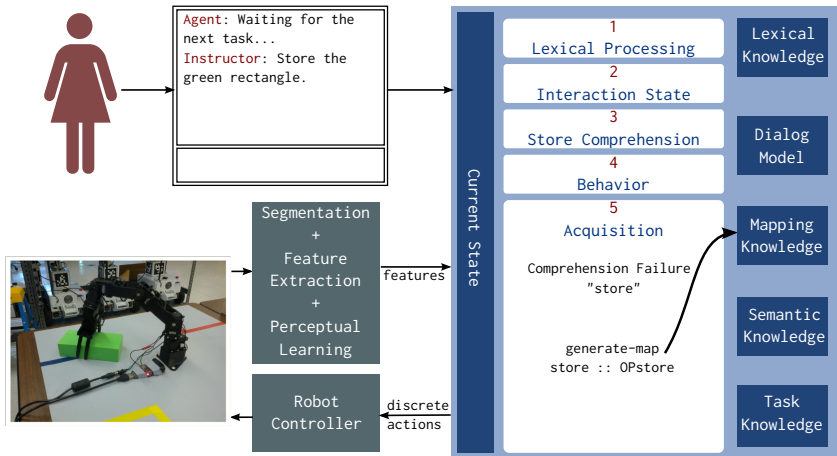 Agent: Waiting for the
next task...
Instructor: Store the
green rectangle.
Segmentation
+
Feature
Extraction
+
Perceptual
Learning
features
Robot
Controller
discrete
actions
Current State
1
Lexical Processing
2
Interaction State
3
Store Comprehension
4
Behavior
5
Acquisition
Comprehension Failure
"store"
generate-map
store :: OPstore
Lexical
Knowledge
Dialog
Model
Mapping
Knowledge
Semantic
Knowledge
Task
Knowledge